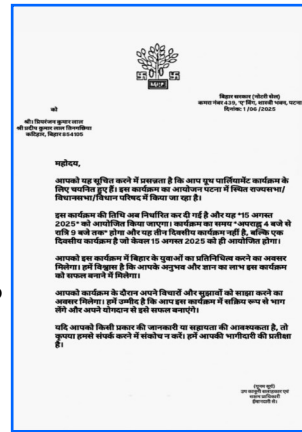 बिहार सरकार (नोटरी सेल)
कमरा नंबर 439, 'ए' विंग, शास्त्री भवन, पटना
दिनांक: 1 /06 /2025
को
श्री। प्रियरंजन कुमार लाल
श्री प्रदीप कुमार लाल
कटिहार, बिहार 854105
महोदय,
आपको यह सूचित करने में प्रसन्नता है कि आप यूथ पार्लियामेंट कार्यक्रम के
लिए चयनित हुए हैं। इस कार्यक्रम का आयोजन पटना में स्थित राज्यसभा/
विधानसभा/विधान परिषद में किया जा रहा है।
इस कार्यक्रम की तिथि अब निर्धारित कर दी गई है और यह "15 अगस्त
2025" को आयोजित किया जाएगा। कार्यक्रम का समय "अपराह्न 4 बजे से
रात्रि 9 बजे तक" होगा और यह तीन दिवसीय कार्यक्रम नहीं है, बल्कि एक
दिवसीय कार्यक्रम है जो केवल 15 अगस्त 2025 को ही आयोजित होगा।
आपको इस कार्यक्रम में बिहार के युवाओं का प्रतिनिधित्व करने का अवसर
मिलेगा। हमें विश्वास है कि आपके अनुभव और ज्ञान का लाभ इस कार्यक्रम
को सफल बनाने में मिलेगा।
आपको कार्यक्रम के दौरान अपने विचारों और सुझावों को साझा करने का
अवसर मिलेगा। हमें उम्मीद है कि आप इस कार्यक्रम में सक्रिय रूप से भाग
लेंगे और अपने योगदान से इसे सफल बनाएंगे।
यदि आपको किसी प्रकार की जानकारी या सहायता की आवश्यकता है, तो
कृपया हमसे संपर्क करने में संकोच न करें। हमें आपकी भागीदारी की प्रतीक्षा
है।